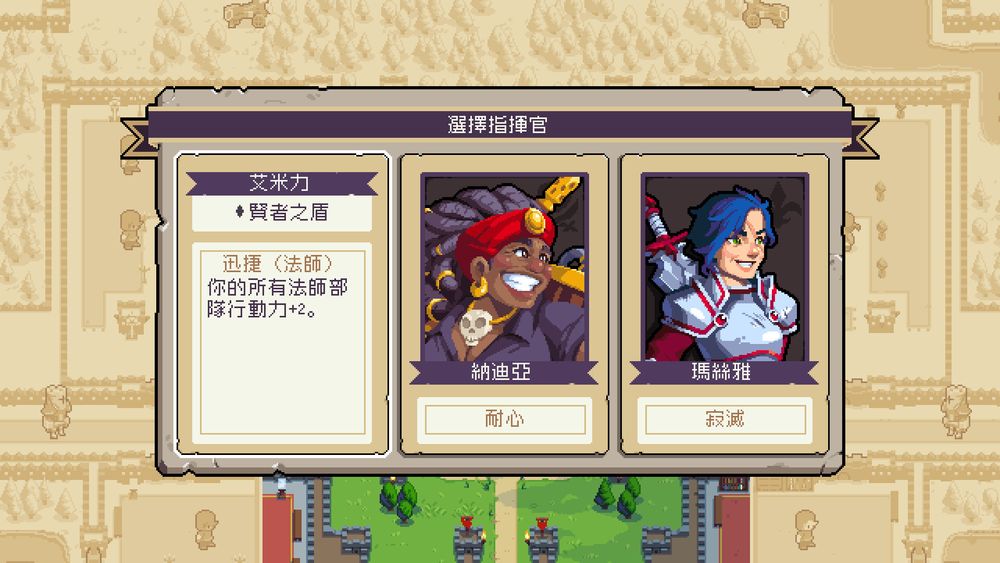 選擇指揮官
艾米力
賢者之盾
迅捷（法師）
你的所有法師部
隊行動力+2。
納迪亞
耐心
瑪絲雅
寂滅